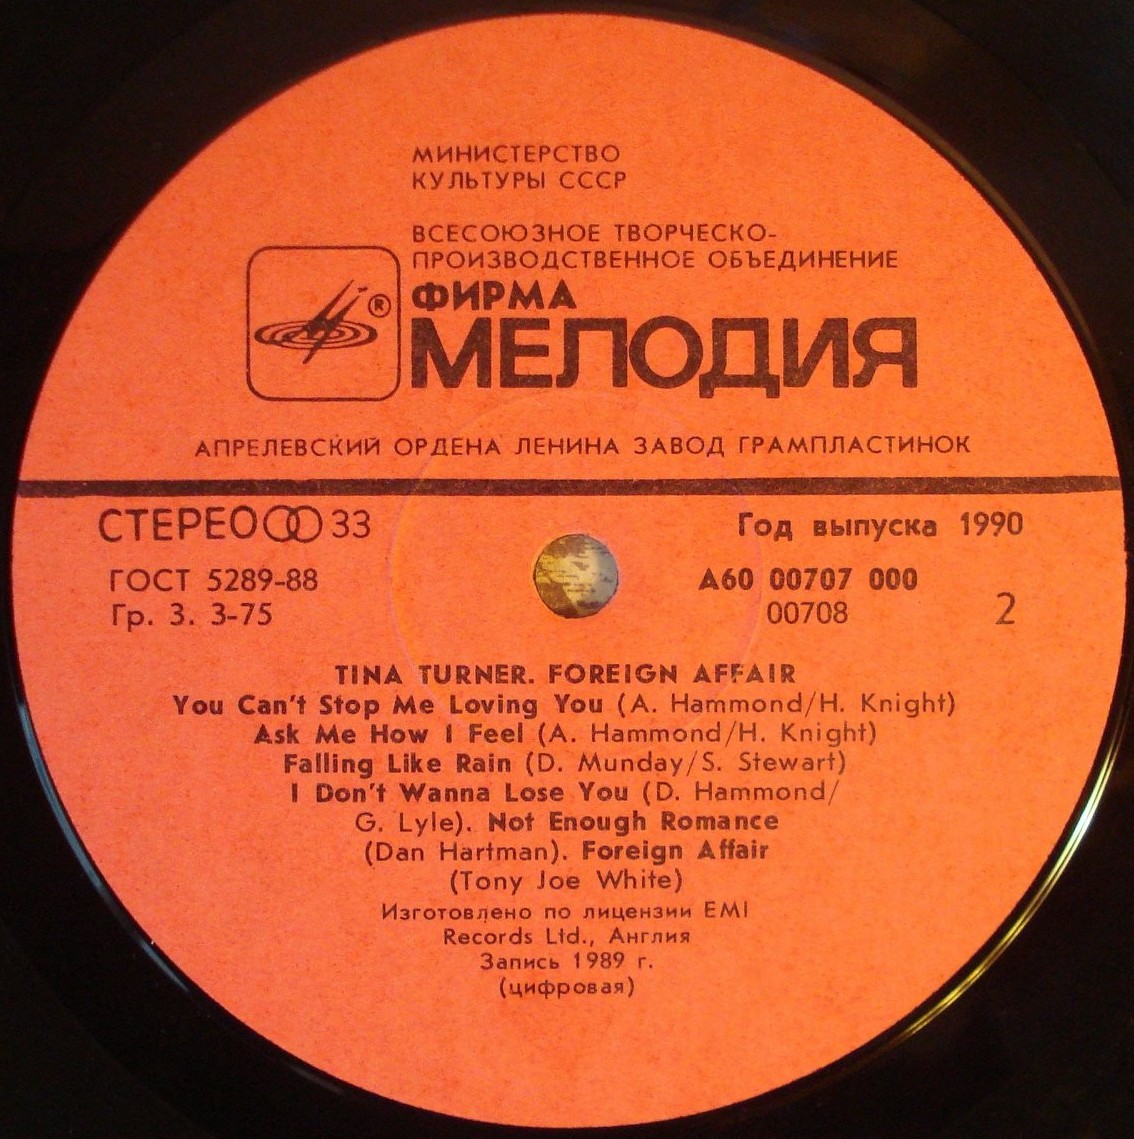 МИНИСТЕРСТВО
КУЛЬТУРЫ СССР
ВСЕСОЮЗНОЕ ТВОРЧЕСКО-
ПРОИЗВОДСТВЕННОЕ ОБЪЕДИНЕНИЕ
®
ФИРМА
МЕЛОДИЯ
АПРЕЛЕВСКИЙ ОРДЕНА ЛЕНИНА ЗАВОД ГРАМПЛАСТИНОК
СТЕРЕО 33
Год выпуска 1990
ГОСТ 5289-88
А60 00707 000
Гр. 3. 3-75
00708
2
TINA TURNER. FOREIGN AFFAIR
You Can't Stop Me Loving You (A. Hammond/H. Knight)
Ask Me How I Feel (A. Hammond/H. Knight)
Falling Like Rain (D. Munday/S. Stewart)
I Don't Wanna Lose You (D. Hammond/
G. Lyle). Not Enough Romance
(Dan Hartman). Foreign Affair
(Tony Joe White)
Изготовлено по лицензии EMI
Records Ltd., Англия
Запись 1989 г.
(цифровая)